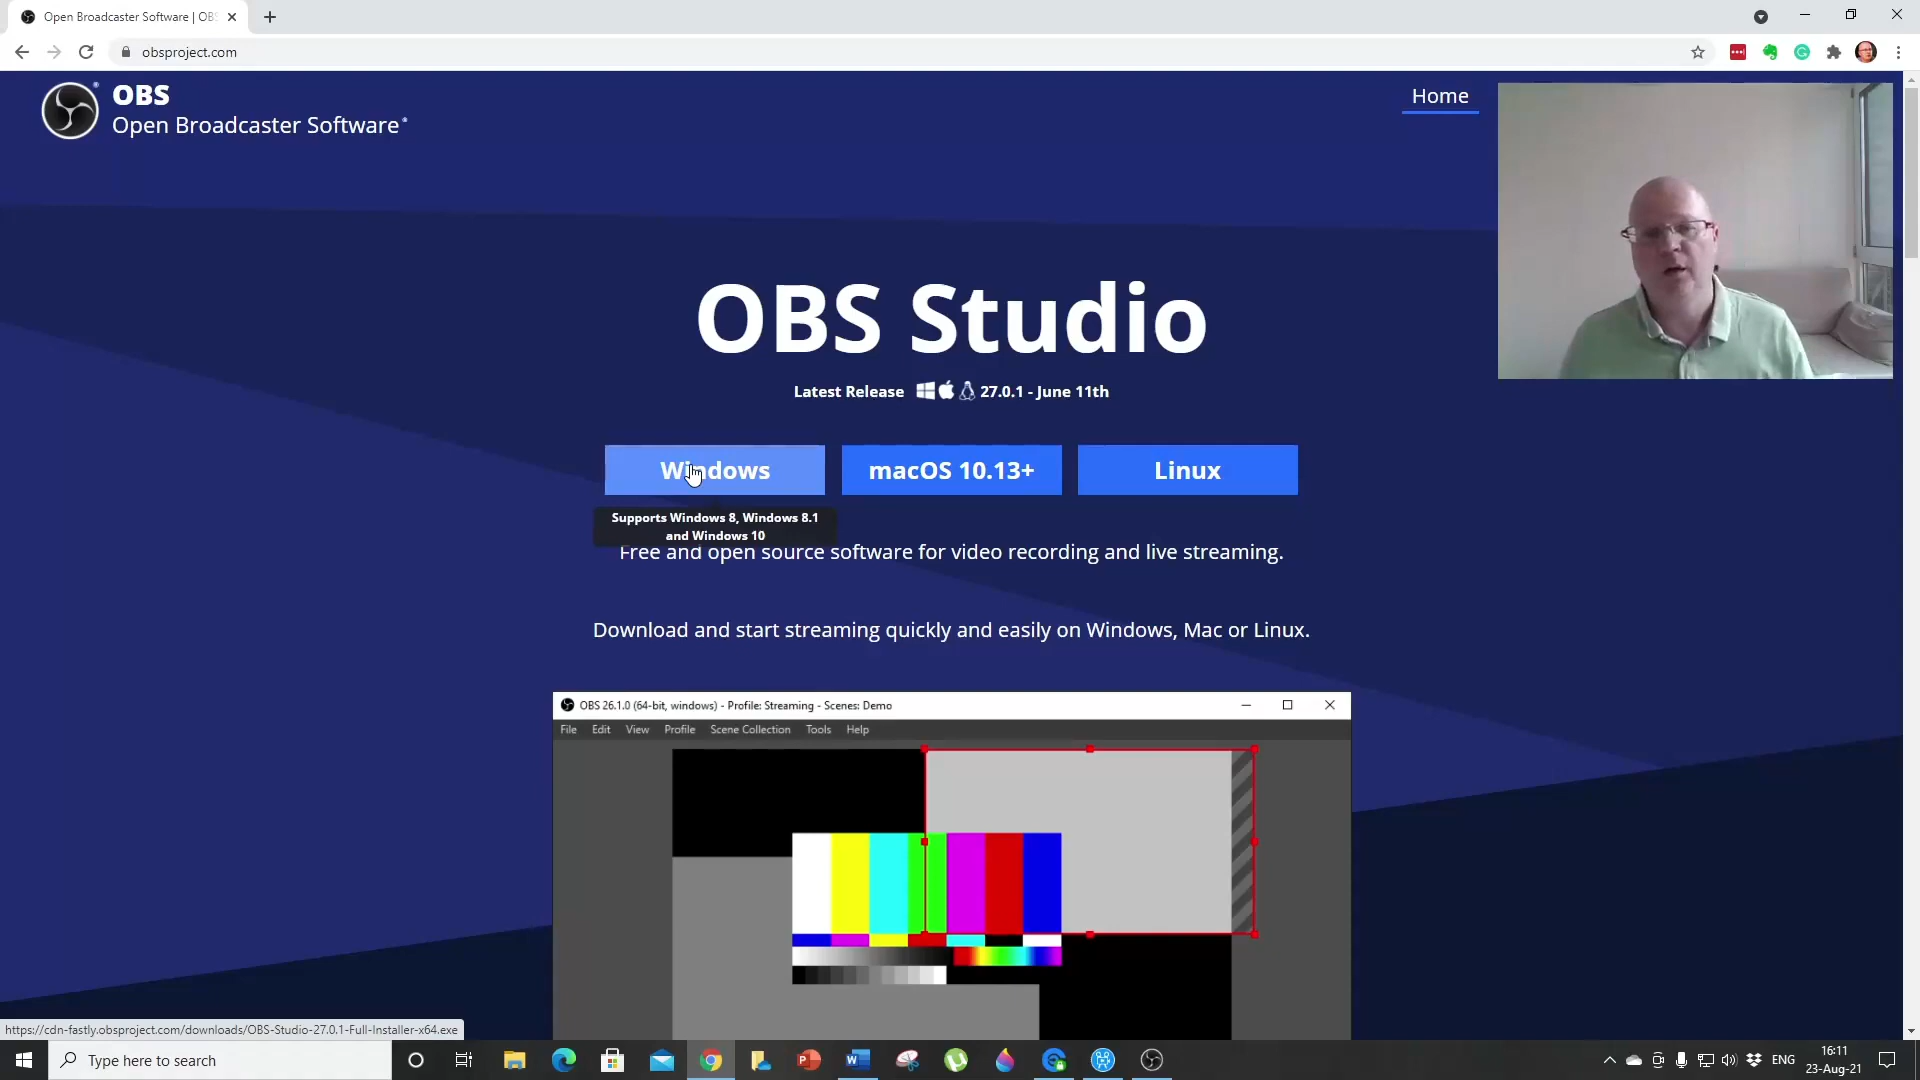 Open Broadcaster Software | OBS
obsproject.com
OBS
Open Broadcaster Software
Home
OBS Studio
Latest Release 27.0.1 - June 11th
Windows
macOS 10.13+
Linux
Supports Windows 8, Windows 8.1
and Windows 10
Free and open source software for video recording and live streaming.
Download and start streaming quickly and easily on Windows, Mac or Linux.
OBS 26.1.0 (64-bit, windows) - Profile: Streaming - Scenes: Demo
File Edit View Profile Scene Collection Tools Help
https://cdn-fastly.obsproject.com/downloads/OBS-Studio-27.0.1-Full-Installer-x64.exe
Type here to search
ENG
16:11
23-Aug-21